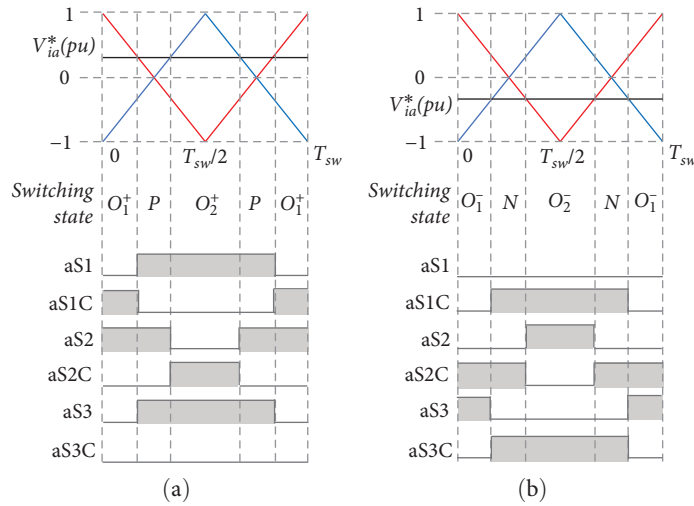 1
V*ia(pu)
0
−1
0
Tsw/2
Tsw
Switching state
O1+ P O2+ P O1+
aS1
aS1C
aS2
aS2C
aS3
aS3C
(a)
1
0
V*ia(pu)
−1
0
Tsw/2
Tsw
Switching state
O1− N O2− N O1−
aS1
aS1C
aS2
aS2C
aS3
aS3C
(b)